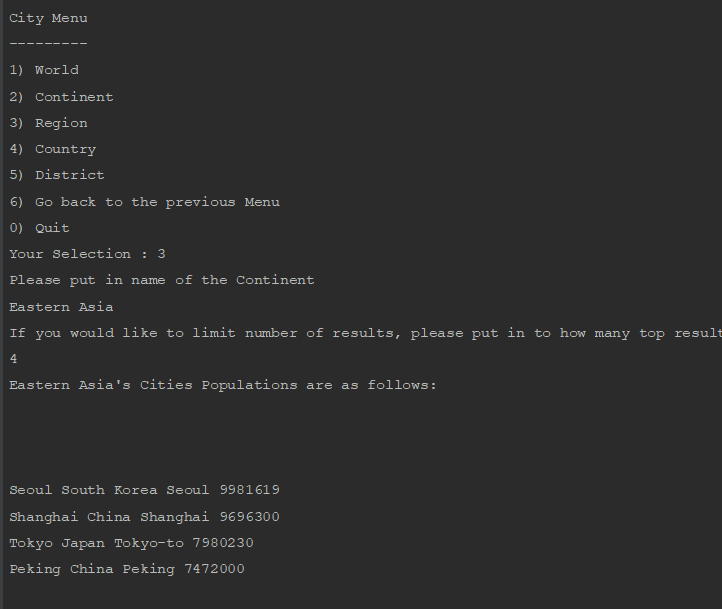 City Menu
---------
1) World
2) Continent
3) Region
4) Country
5) District
6) Go back to the previous Menu
0) Quit
Your Selection : 3
Please put in name of the Continent
Eastern Asia
If you would like to limit number of results, please put in to how many top result
4
Eastern Asia's Cities Populations are as follows:
Seoul South Korea Seoul 9981619
Shanghai China Shanghai 9696300
Tokyo Japan Tokyo-to 7980230
Peking China Peking 7472000